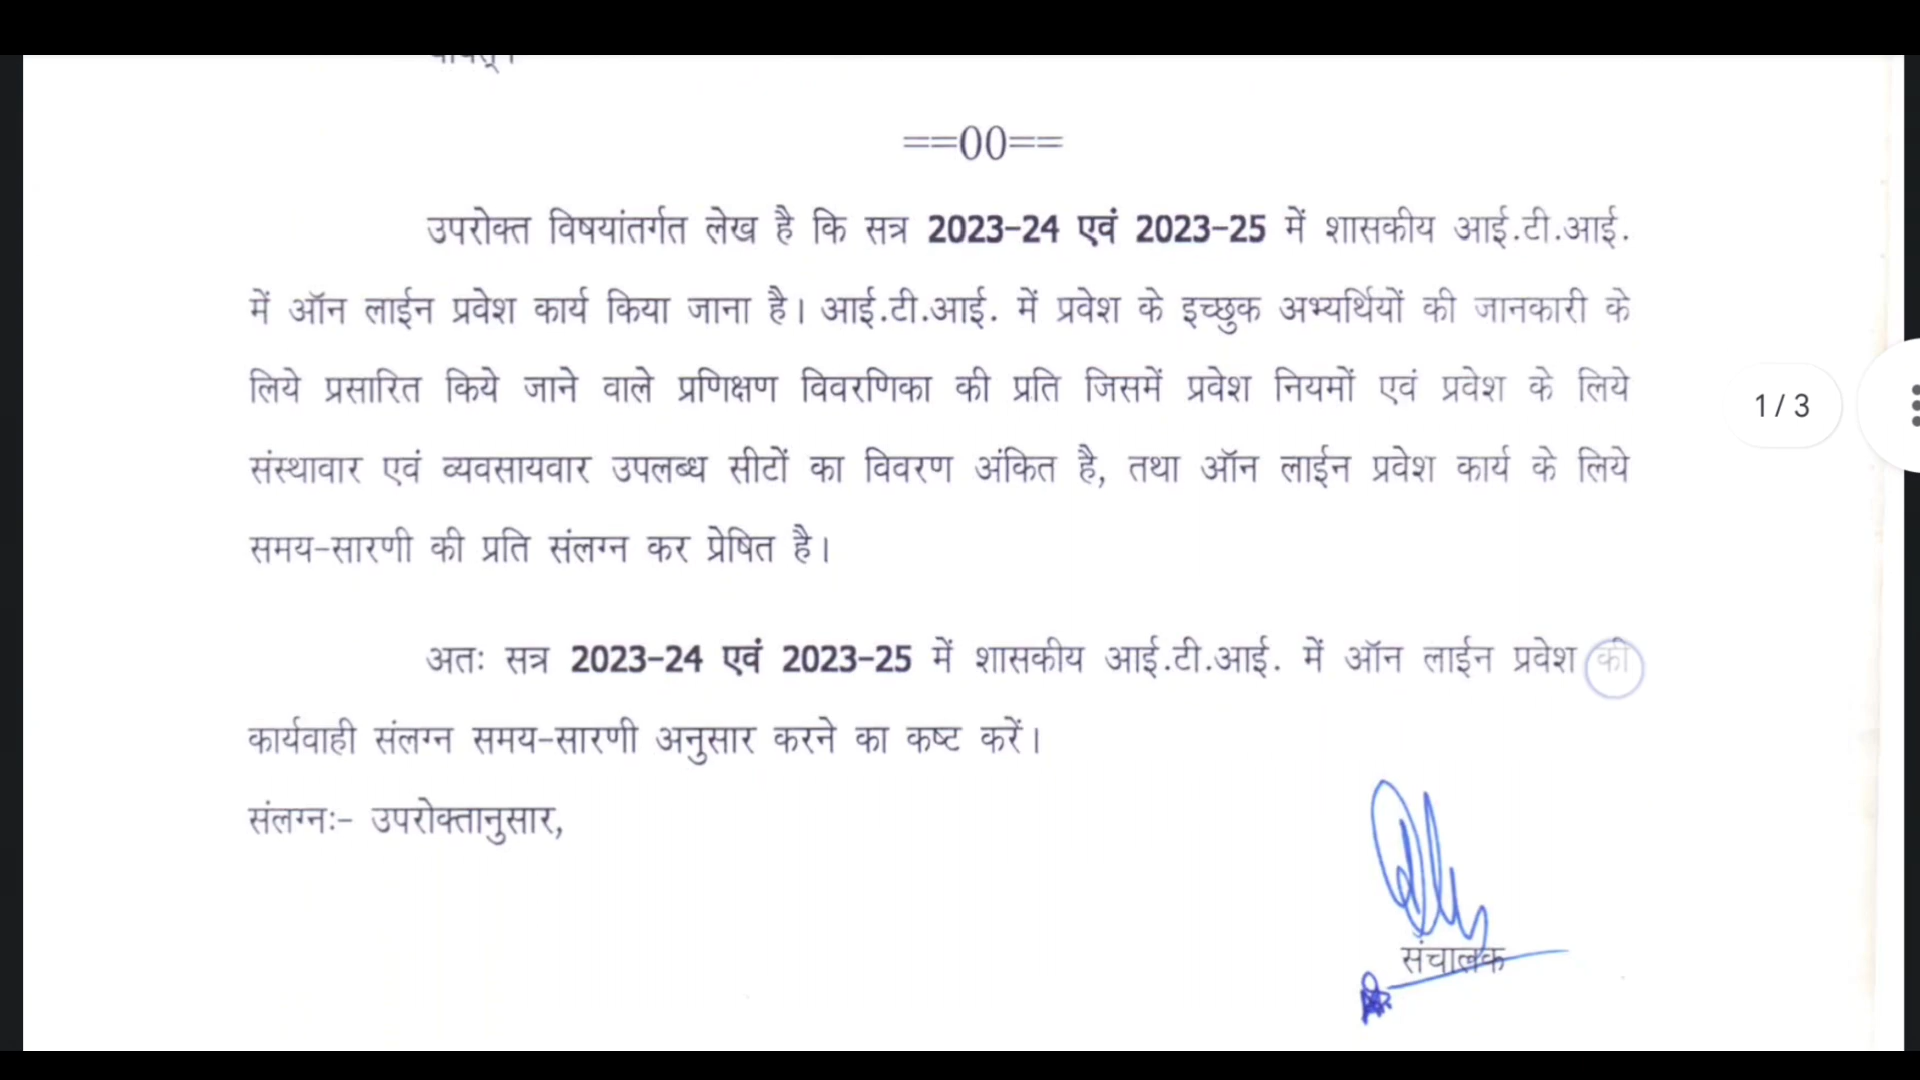 ==00==
उपरोक्त विषयांतर्गत लेख है कि सत्र 2023-24 एवं 2023-25 में शासकीय आई.टी.आई.
में ऑन लाईन प्रवेश कार्य किया जाना है। आई.टी.आई. में प्रवेश के इच्छुक अभ्यर्थियों की जानकारी के
लिये प्रसारित किये जाने वाले प्रणिक्षण विवरणिका की प्रति जिसमें प्रवेश नियमों एवं प्रवेश के लिये
1 / 3
संस्थावार एवं व्यवसायवार उपलब्ध सीटों का विवरण अंकित है, तथा ऑन लाईन प्रवेश कार्य के लिये
समय-सारणी की प्रति संलग्न कर प्रेषित है।
अतः सत्र 2023-24 एवं 2023-25 में शासकीय आई.टी.आई. में ऑन लाईन प्रवेश की
कार्यवाही संलग्न समय-सारणी अनुसार करने का कष्ट करें।
संलग्नः- उपरोक्तानुसार,
संचालक